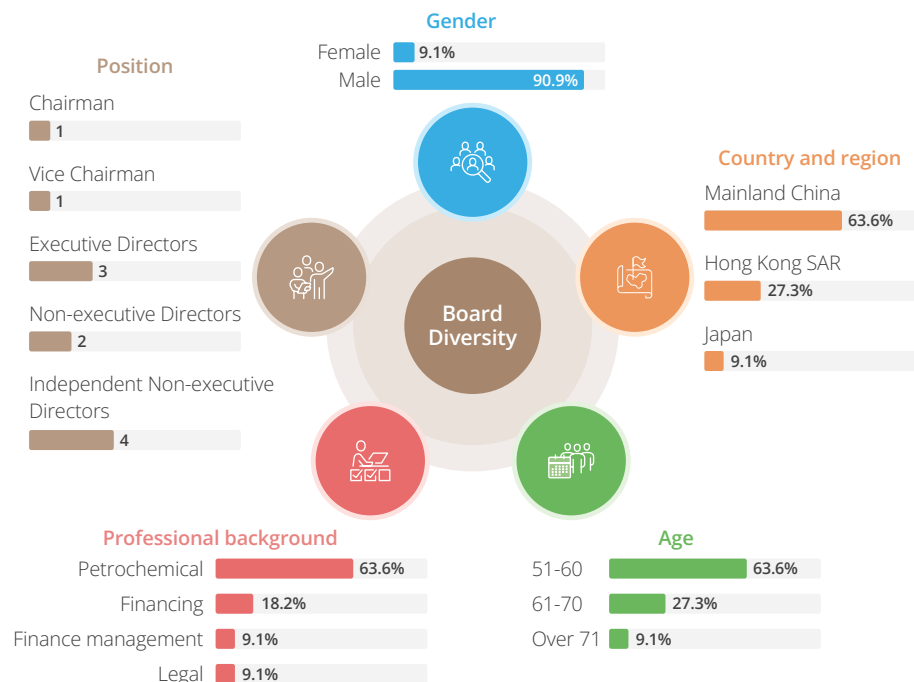 Gender
Female 9.1%
Male 90.9%
Position
Chairman
1
Vice Chairman
1
Executive Directors
3
Non-executive Directors
2
Independent Non-executive
Directors
4
Country and region
Mainland China
63.6%
Hong Kong SAR
27.3%
Japan
9.1%
Board
Diversity
Professional background
Petrochemical 63.6%
Financing 18.2%
Finance management 9.1%
Legal 9.1%
Age
51-60 63.6%
61-70 27.3%
Over 71 9.1%